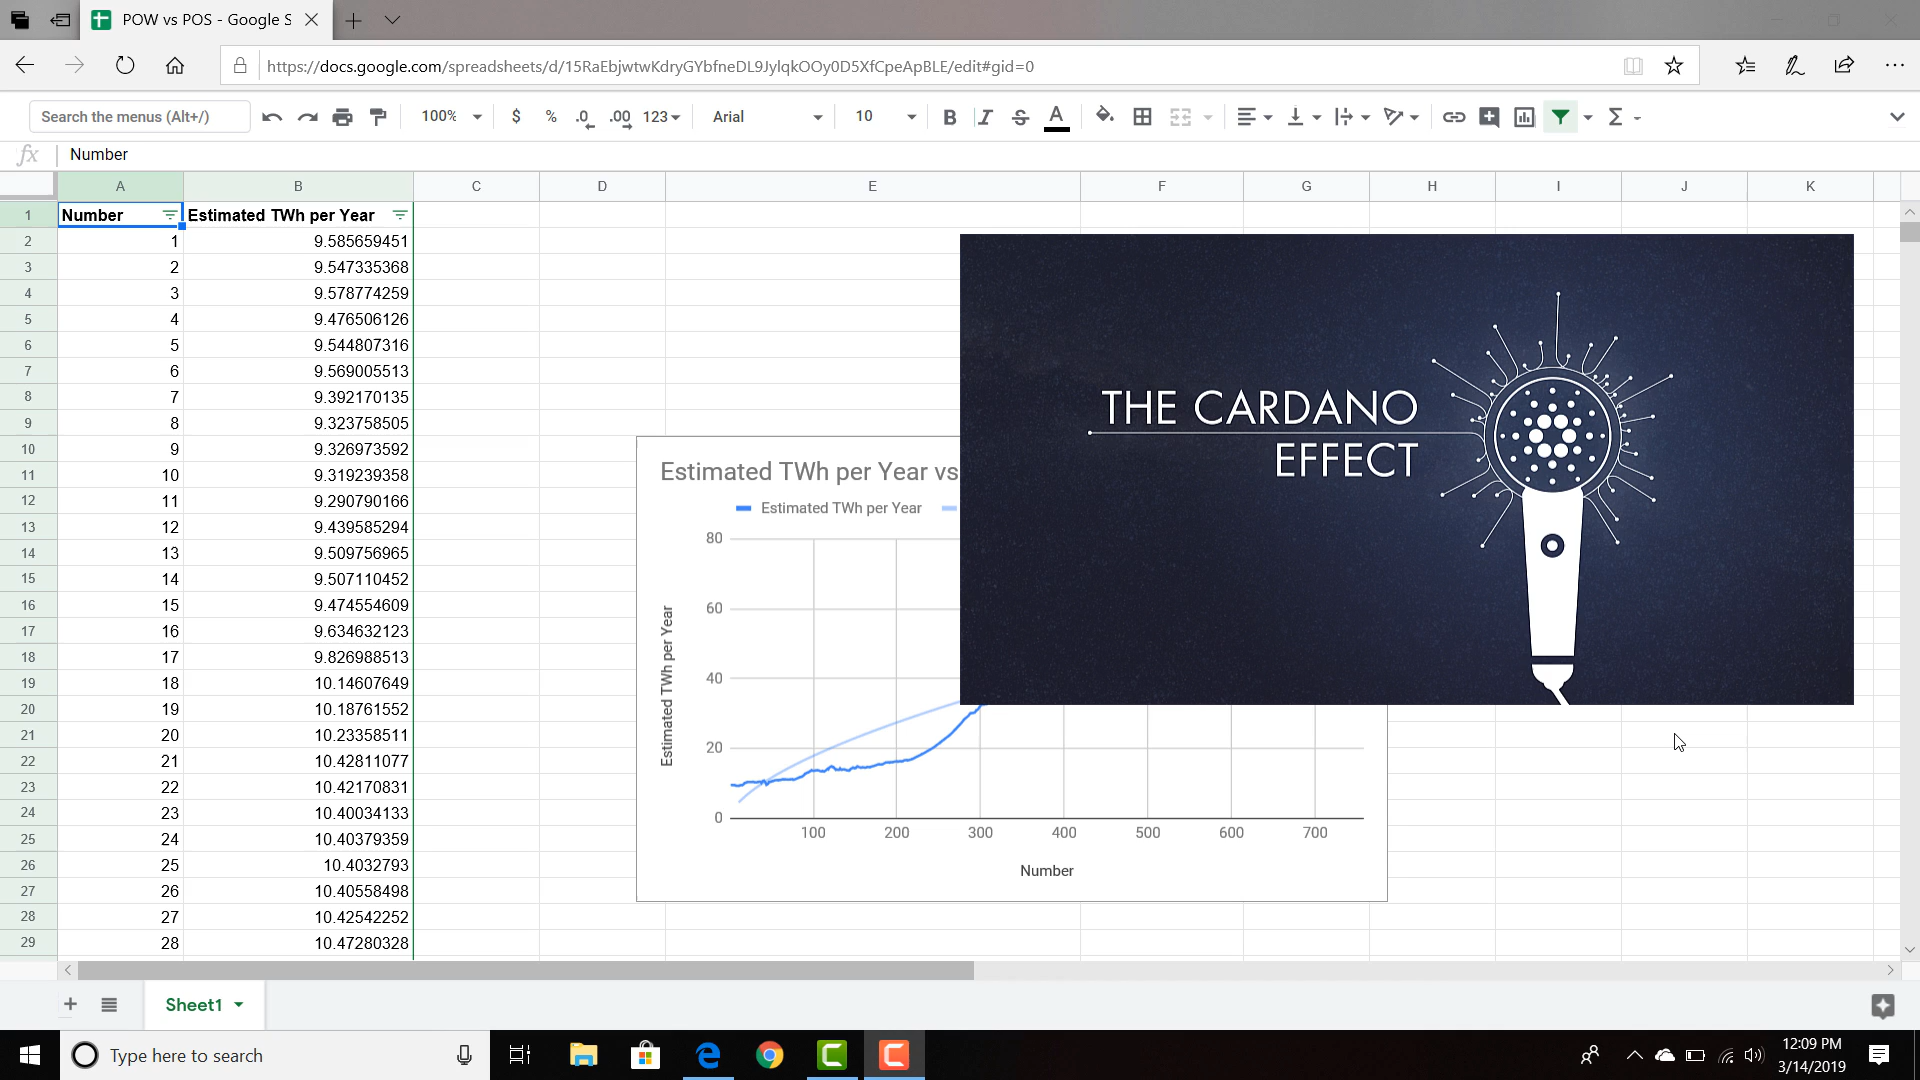 POW vs POS - Google S
https://docs.google.com/spreadsheets/d/15RaEbjwtwKdryGYbfneDL9JylqkOOy0D5XfCpeApBLE/edit#gid=0
Search the menus (Alt+/)
100%
$
%
.0
.00
123
Arial
10
B
I
S
A
Σ
fx
Number
A
B
C
D
E
F
G
H
I
J
K
1 Number Estimated TWh per Year
2 1 9.585659451
3 2 9.547335368
4 3 9.578774259
5 4 9.476506126
6 5 9.544807316
7 6 9.569005513
8 7 9.392170135
9 8 9.323758505
10 9 9.326973592
11 10 9.319239358
12 11 9.290790166
13 12 9.439585294
14 13 9.509756965
15 14 9.507110452
16 15 9.474554609
17 16 9.634632123
18 17 9.826988513
19 18 10.14607649
20 19 10.18761552
21 20 10.23358511
22 21 10.42811077
23 22 10.42170831
24 23 10.40034133
25 24 10.40379359
26 25 10.4032793
27 26 10.40558498
28 27 10.42542252
29 28 10.47280328
THE CARDANO
EFFECT
Estimated TWh per Year vs
Estimated TWh per Year
Estimated TWh per Year
80
60
40
20
0
100
200
300
400
500
600
700
Number
Sheet1
Type here to search
12:09 PM
3/14/2019